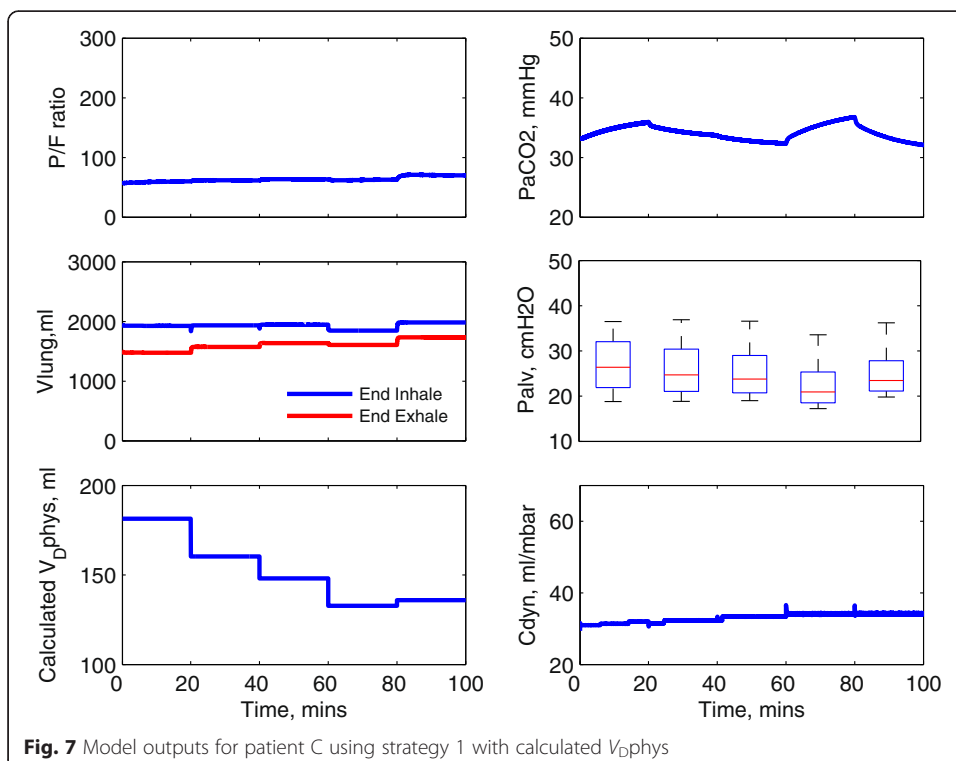 300
200
100
0
P/F ratio
50
40
30
20
PaCO2, mmHg
3000
2000
1000
0
Vlung,ml
End Inhale
End Exhale
50
40
30
20
10
Palv, cmH2O
200
150
100
Calculated VDphys, ml
0 20 40 60 80 100
Time, mins
60
40
20
Cdyn, ml/mbar
0 20 40 60 80 100
Time, mins
Fig. 7 Model outputs for patient C using strategy 1 with calculated VDphys